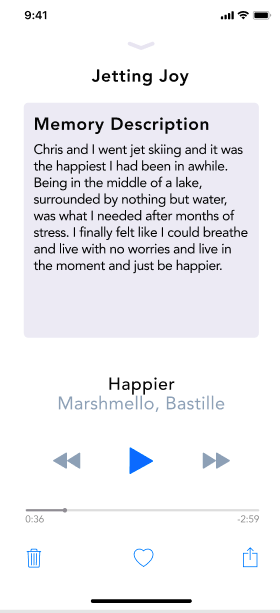 9:41
Jetting Joy
Memory Description
Chris and I went jet skiing and it was
the happiest I had been in awhile.
Being in the middle of a lake,
surrounded by nothing but water,
was what I needed after months of
stress. I finally felt like I could breathe
and live with no worries and live in
the moment and just be happier.
Happier
Marshmello, Bastille
0:36
-2:59